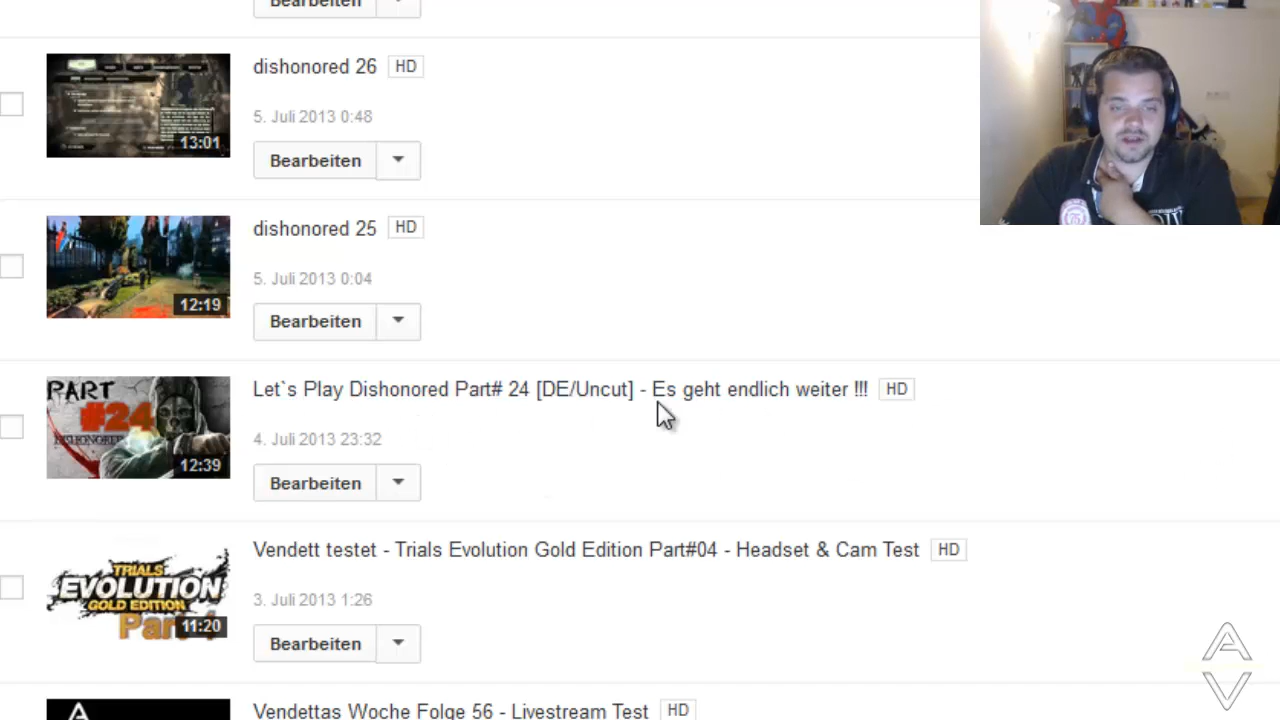 Bearbeiten
dishonored 26 HD
5. Juli 2013 0:48
13:01
Bearbeiten
dishonored 25 HD
5. Juli 2013 0:04
12:19
Bearbeiten
Let`s Play Dishonored Part# 24 [DE/Uncut] - Es geht endlich weiter !!! HD
PART
#24
DISHONORED
4. Juli 2013 23:32
12:39
Bearbeiten
Vendett testet - Trials Evolution Gold Edition Part#04 - Headset & Cam Test HD
TRIALS
EVOLUTION
GOLD EDITION
3. Juli 2013 1:26
11:20
Bearbeiten
Vendettas Woche Folge 56 - Livestream Test HD